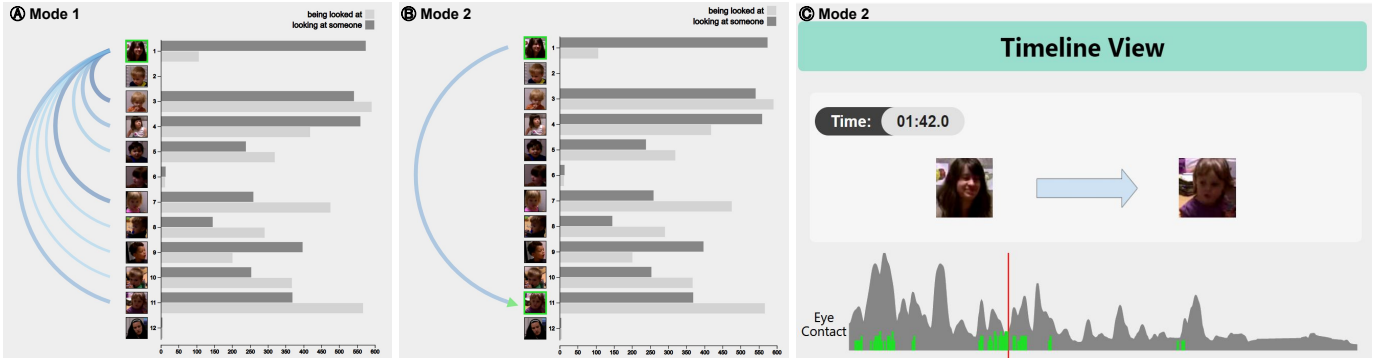 Ⓐ Mode 1
being looked at
looking at someone
1
2
3
4
5
6
7
8
9
10
11
12
0 50 100 150 200 250 300 350 400 450 500 550 600
Ⓑ Mode 2
being looked at
looking at someone
1
2
3
4
5
6
7
8
9
10
11
12
0 50 100 150 200 250 300 350 400 450 500 550 600
Ⓒ Mode 2
Timeline View
Time: 01:42.0
Eye
Contact